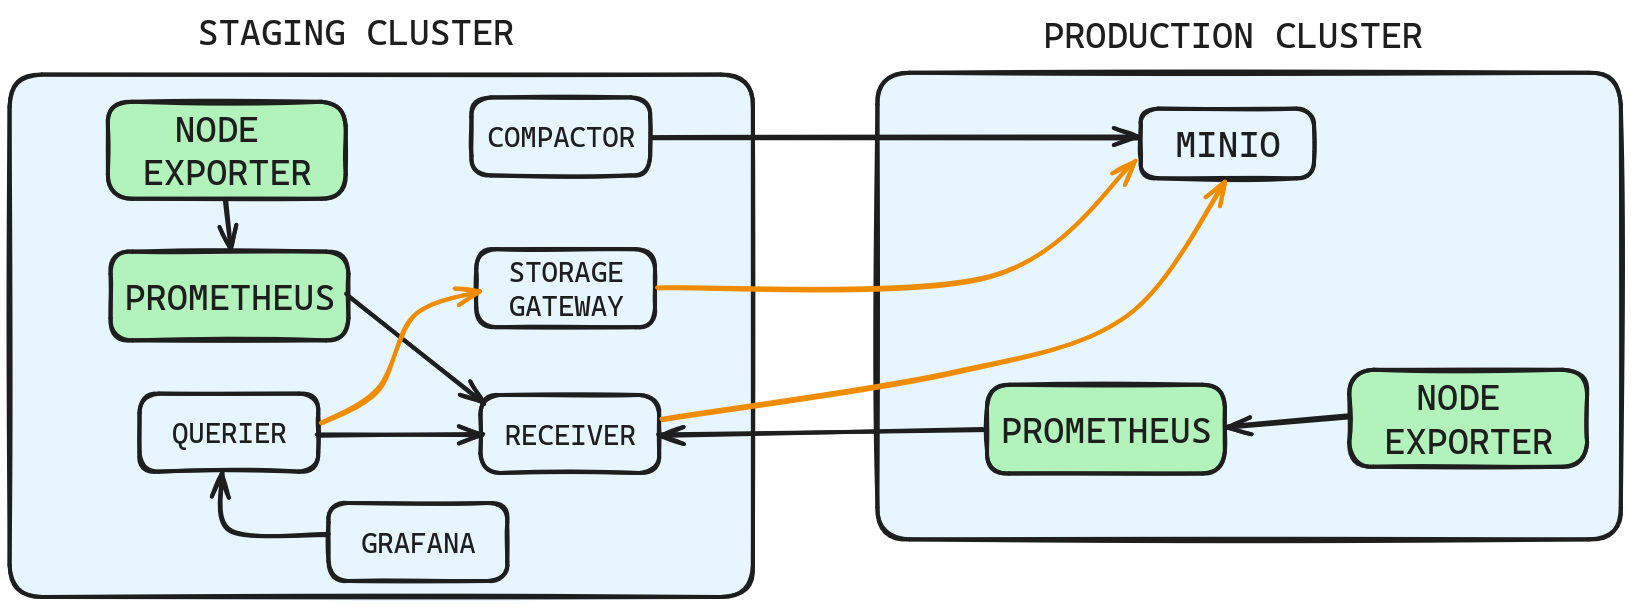 STAGING CLUSTER
PRODUCTION CLUSTER
NODE
EXPORTER
COMPACTOR
MINIO
PROMETHEUS
STORAGE
GATEWAY
QUERIER
RECEIVER
PROMETHEUS
NODE
EXPORTER
GRAFANA